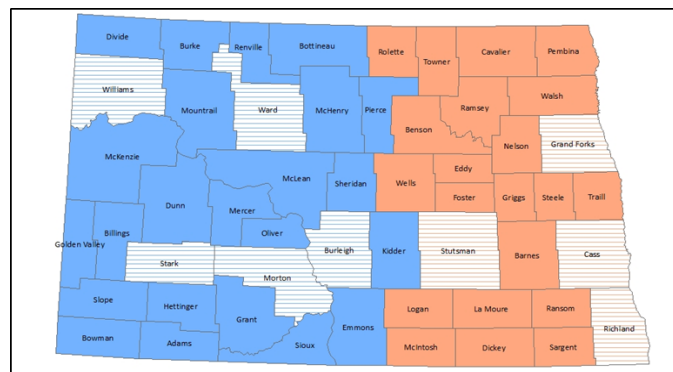 Divide
Burke
Renville
Bottineau
Rolette
Towner
Cavalier
Pembina
Williams
Mountrail
Ward
McHenry
Pierce
Benson
Ramsey
Walsh
Nelson
Grand Forks
McKenzie
Dunn
Mercer
McLean
Oliver
Sheridan
Wells
Eddy
Foster
Griggs
Steele
Traill
Golden Valley
Billings
Stark
Morton
Burleigh
Kidder
Stutsman
Barnes
Cass
Slope
Hettinger
Grant
Emmons
Logan
La Moure
Ransom
Richland
Bowman
Adams
Sioux
McIntosh
Dickey
Sargent